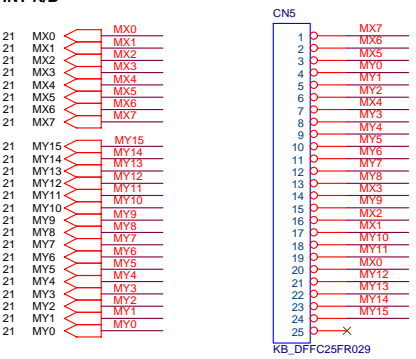 INT K/B
21 MX0 MX0
21 MX1 MX1
21 MX2 MX2
21 MX3 MX3
21 MX4 MX4
21 MX5 MX5
21 MX6 MX6
21 MX7 MX7
21 MY15 MY15
21 MY14 MY14
21 MY13 MY13
21 MY12 MY12
21 MY11 MY11
21 MY10 MY10
21 MY9 MY9
21 MY8 MY8
21 MY7 MY7
21 MY6 MY6
21 MY5 MY5
21 MY4 MY4
21 MY3 MY3
21 MY2 MY2
21 MY1 MY1
21 MY0 MY0
CN5
1 MX7
2 MX6
3 MX5
4 MY0
5 MY1
6 MY2
7 MX4
8 MY3
9 MY4
10 MY5
11 MY6
12 MY7
13 MY8
14 MX3
15 MY9
16 MX2
17 MX1
18 MY10
19 MY11
20 MX0
21 MY12
22 MY13
23 MY14
24 MY15
25
KB_DFFC25FR029